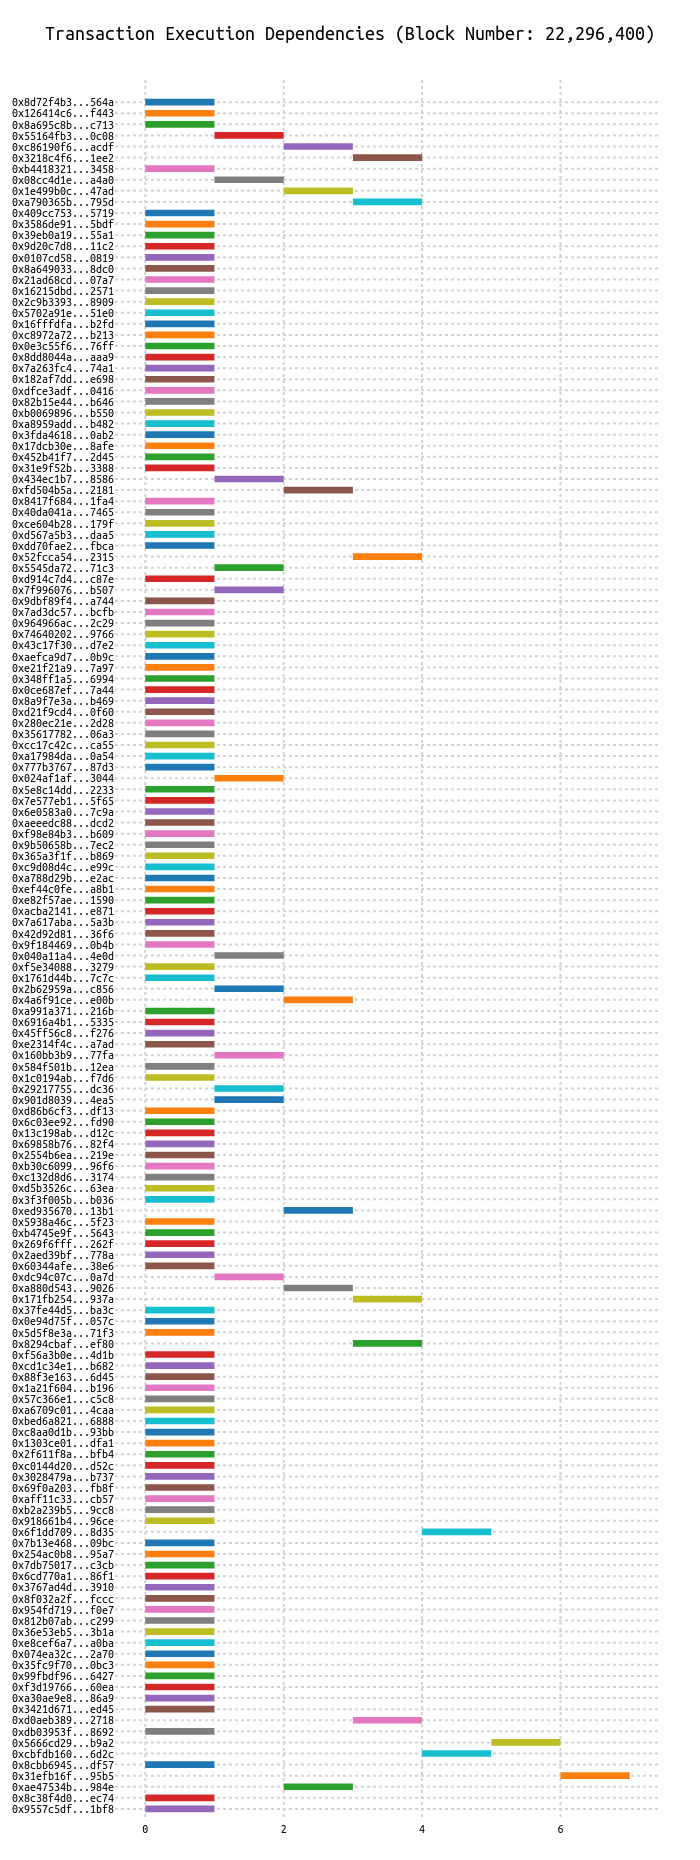 Transaction Execution Dependencies (Block Number: 22,296,400)
0x8d72f4b3...564a
0x126414c6...f443
0x8a695c8b...c713
0x55164fb3...0c08
0xc86190f6...acdf
0x3218c4f6...1ee2
0xb4418321...3458
0x08cc4d1e...a4a0
0x1e499b0c...47ad
0xa790365b...795d
0x409cc753...5719
0x3586de91...5bdf
0x39eb0a19...55a1
0x9d20c7d8...11c2
0x0107cd58...0819
0x8a649033...8dc0
0x21ad68cd...07a7
0x16215dbd...2571
0x2c9b3393...8909
0x5702a91e...51e0
0x16fffdfa...b2fd
0xc8972a72...b213
0x0e3c55f6...76ff
0x8dd8044a...aaa9
0x7a263fc4...74a1
0x182af7dd...e698
0xdfce3adf...0416
0x82b15e44...b646
0xb0069896...b550
0xa8959add...b482
0x3fda4618...0ab2
0x17dcb30e...8afe
0x452b41f7...2d45
0x31e9f52b...3388
0x434ec1b7...8586
0xfd504b5a...2181
0x8417f684...1fa4
0x40da041a...7465
0xce604b28...179f
0xd567a5b3...daa5
0xdd70fae2...fbca
0x52fcca54...2315
0x5545da72...71c3
0xd914c7d4...c87e
0x7f996076...b507
0x9dbf89f4...a744
0x7ad3dc57...bcfb
0x964966ac...2c29
0x74640202...9766
0x43c17f30...d7e2
0xaefca9d7...0b9c
0xe21f21a9...7a97
0x348ff1a5...6994
0x0ce687ef...7a44
0x8a9f7e3a...b469
0xd21f9cd4...0f60
0x280ec21e...2d28
0x35617782...06a3
0xcc17c42c...ca55
0xa17984da...0a54
0x777b3767...87d3
0x024af1af...3044
0x5e8c14dd...2233
0x7e577eb1...5f65
0x6e0583a0...7c9a
0xaeeedc88...dcd2
0xf98e84b3...b609
0x9b50658b...7ec2
0x365a3f1f...b869
0xc9d08d4c...e99c
0xa788d29b...e2ac
0xef44c0fe...a8b1
0xe82f57ae...1590
0xacba2141...e871
0x7a617aba...5a3b
0x42d92d81...36f6
0x9f184469...0b4b
0x040a11a4...4e0d
0xf5e34088...3279
0x1761d44b...7c7c
0x2b62959a...c856
0x4a6f91ce...e00b
0xa991a371...216b
0x6916a4b1...5335
0x45ff56c8...f276
0xe2314f4c...a7ad
0x160bb3b9...77fa
0x584f501b...12ea
0x1c0194ab...f7d6
0x29217755...dc36
0x901d8039...4ea5
0xd86b6cf3...df13
0x6c03ee92...fd90
0x13c198ab...d12c
0x69858b76...82f4
0x2554b6ea...219e
0xb30c6099...96f6
0xc132d8d6...3174
0xd5b3526c...63ea
0x3f3f005b...b036
0xed935670...13b1
0x5938a46c...5f23
0xb4745e9f...5643
0x269f6fff...262f
0x2aed39bf...778a
0x60344afe...38e6
0xdc94c07c...0a7d
0xa880d543...9026
0x171fb254...937a
0x37fe44d5...ba3c
0x0e94d75f...057c
0x5d5f8e3a...71f3
0x8294cbaf...ef80
0xf56a3b0e...4d1b
0xcd1c34e1...b682
0x88f3e163...6d45
0x1a21f604...b196
0x57c366e1...c5c8
0xa6709c01...4caa
0xbed6a821...6888
0xc8aa0d1b...93bb
0x1303ce01...dfa1
0x2f611f8a...bfb4
0xc0144d20...d52c
0x3028479a...b737
0x69f0a203...fb8f
0xaff11c33...cb57
0xb2a239b5...9cc8
0x918661b4...96ce
0x6f1dd709...8d35
0x7b13e468...09bc
0x254ac0b8...95a7
0x7db75017...c3cb
0x6cd770a1...86f1
0x3767ad4d...3910
0x8f032a2f...fccc
0x954fd719...f0e7
0x812b07ab...c299
0x36e53eb5...3b1a
0xe8cef6a7...a0ba
0x074ea32c...2a70
0x35fc9f70...0bc3
0x99fbdf96...6427
0xf3d19766...60ea
0xa30ae9e8...86a9
0x3421d671...ed45
0xd0aeb389...2718
0xdb03953f...8692
0x5666cd29...b9a2
0xcbfdb160...6d2c
0x8cbb6945...df57
0x31efb16f...95b5
0xae47534b...984e
0x8c38f4d0...ec74
0x9557c5df...1bf8
0 2 4 6